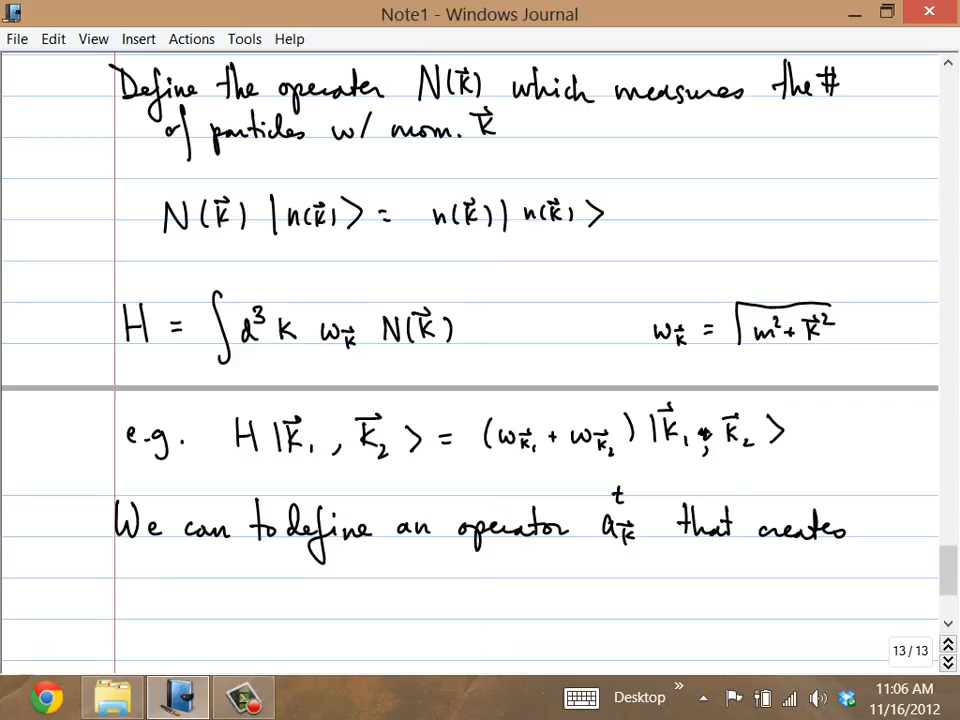 Note1 - Windows Journal
File Edit View Insert Actions Tools Help
Define the operater N(k⃗) which measures the #
of particles w/ mom. k⃗
N(k⃗) |n(k⃗)> = n(k⃗)|n(k⃗)>
H = ∫ d³k ω_k⃗ N(k⃗) ω_k⃗ = √(m²+k⃗²)
e.g. H|k⃗₁, k⃗₂> = (ω_k⃗₁ + ω_k⃗₂)|k⃗₁, k⃗₂>
We can to define an operator a†_k⃗ that creates
13 / 13
Desktop » 11:06 AM
11/16/2012